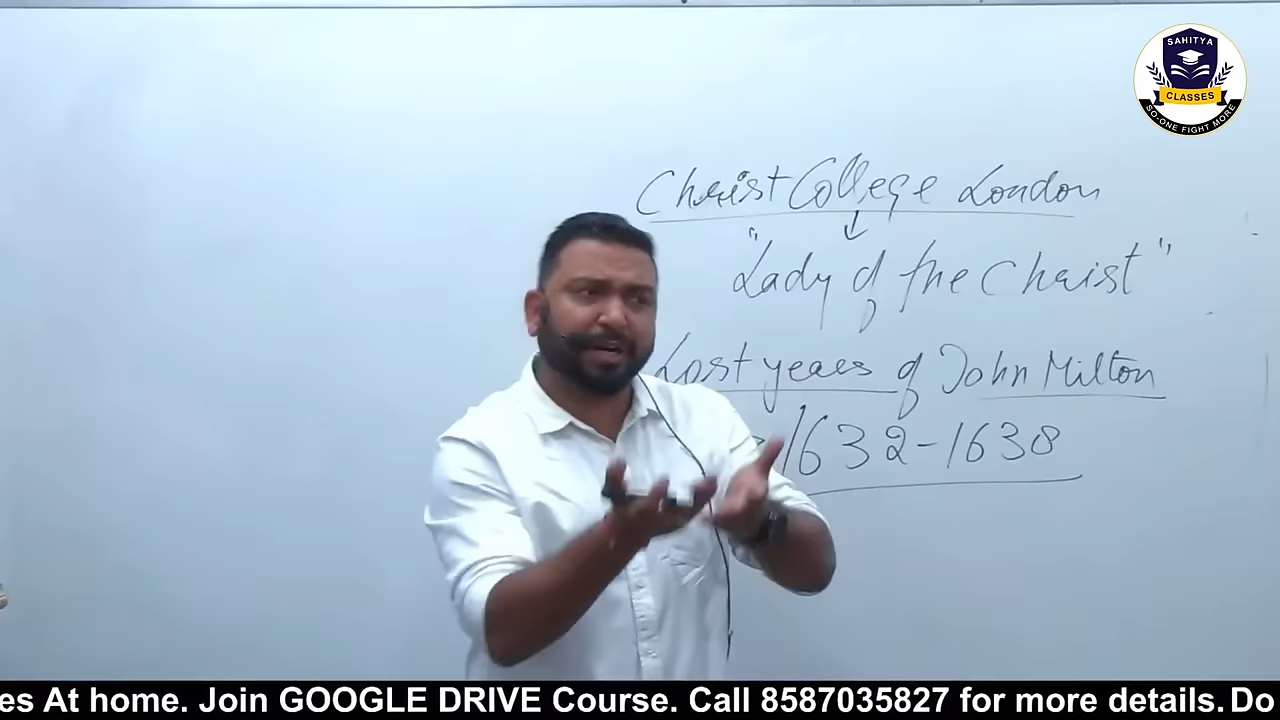 SAHITYA
CLASSES
SO-ONE FIGHT MORE
Christ College London
"Lady of the Christ"
Lost years of John Milton
1632-1638
es At home. Join GOOGLE DRIVE Course. Call 8587035827 for more details. Do